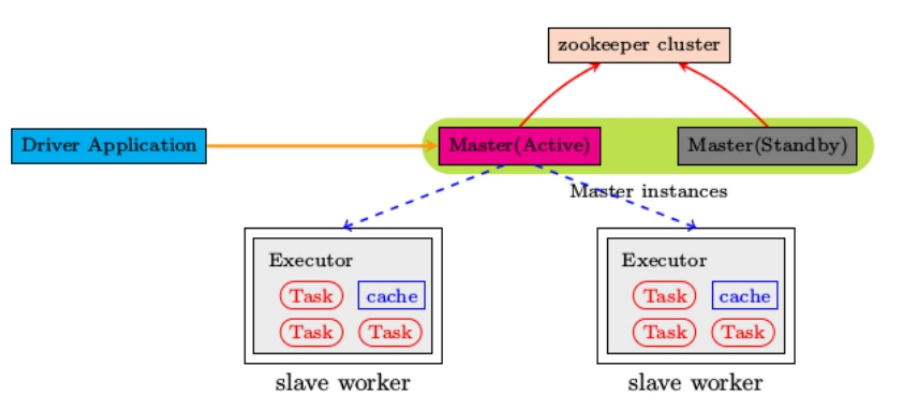 zookeeper cluster
Driver Application
Master(Active)
Master(Standby)
Master instances
Executor
Task
cache
Task
Task
slave worker
Executor
Task
cache
Task
Task
slave worker